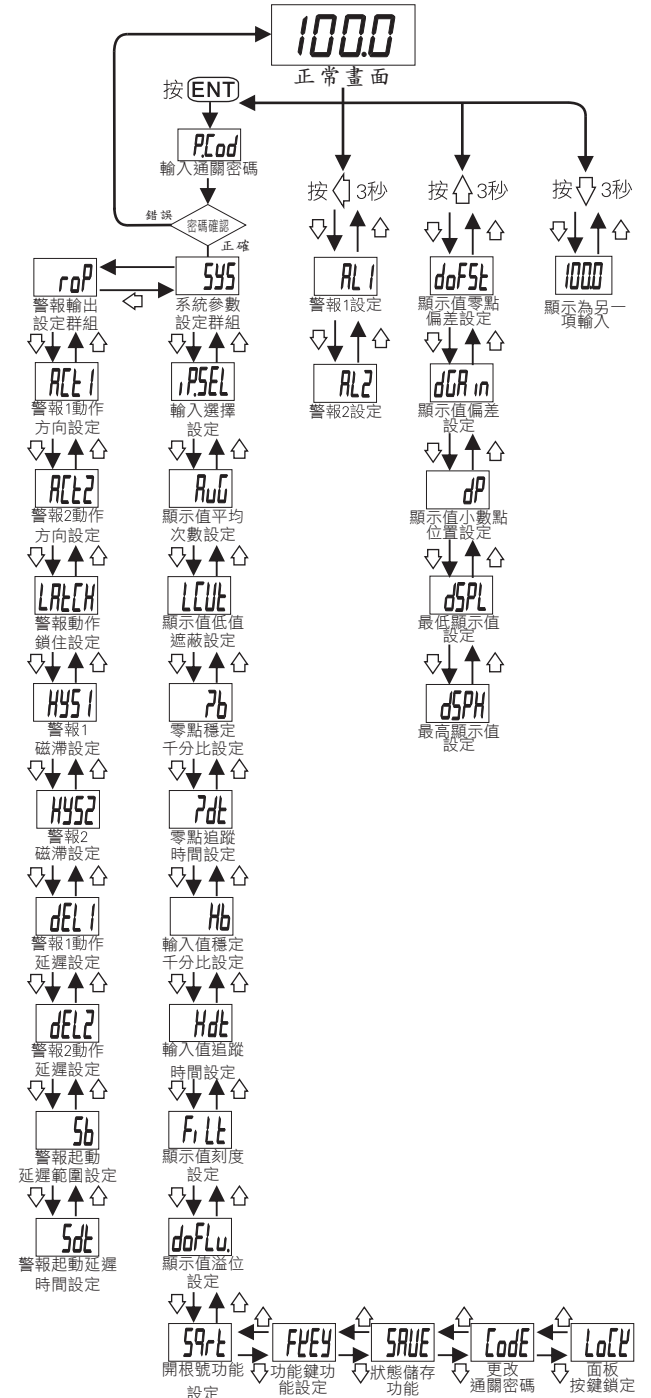 100.0
正常畫面
按 ENT
P.Cod
輸入通關密碼
錯誤
密碼確認
正確
roP
警報輸出
設定群組
ACt1
警報1動作
方向設定
ACt2
警報2動作
方向設定
LAtCH
警報動作
鎖住設定
HYS1
警報1
磁滯設定
HYS2
警報2
磁滯設定
dEL1
警報1動作
延遲設定
dEL2
警報2動作
延遲設定
Sb
警報起動
延遲範圍設定
Sdt
警報起動延遲
時間設定
SYS
系統參數
設定群組
iP.SEL
輸入選擇
設定
AvG
顯示值平均
次數設定
LCUt
顯示值低值
遮蔽設定
零點穩定
千分比設定
零點追蹤
時間設定
Hb
輸入值穩定
千分比設定
Hdt
輸入值追蹤
時間設定
FiLt
顯示值刻度
設定
doFLv.
顯示值溢位
設定
Sqrt
開根號功能
設定
FKEY
功能鍵功
能設定
SAVE
狀態儲存
功能
CodE
更改
通關密碼
LoCK
面板
按鍵鎖定
按 3秒
AL1
警報1設定
AL2
警報2設定
按 3秒
doFSt
顯示值零點
偏差設定
dGAin
顯示值偏差
設定
dP
顯示值小數點
位置設定
dSPL
最低顯示值
設定
dSPH
最高顯示值
設定
按 3秒
100.0
顯示為另一
項輸入